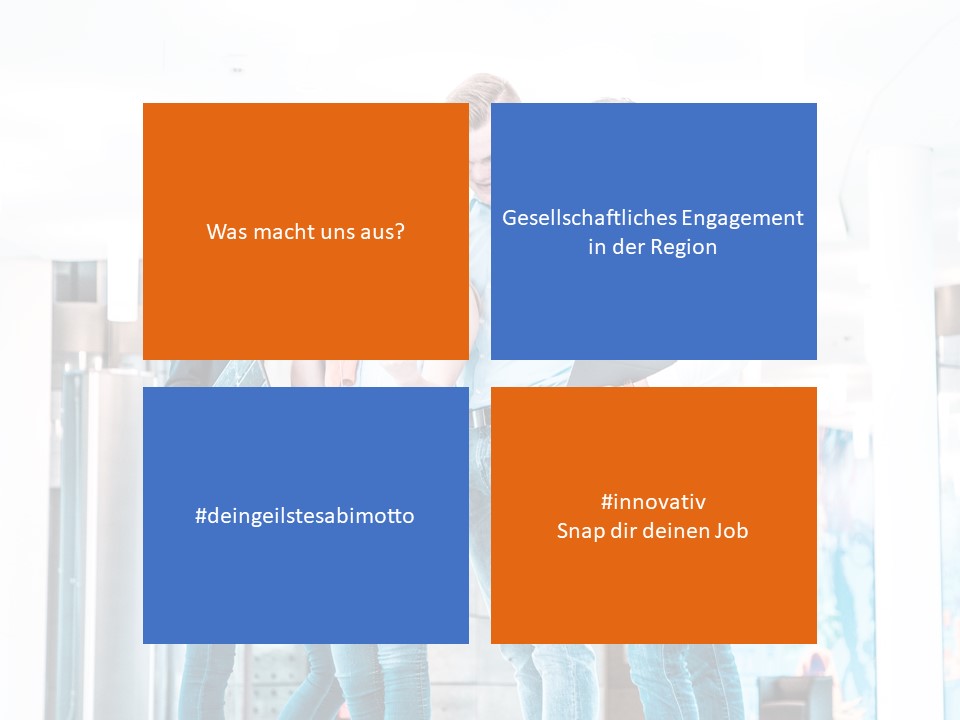 Was macht uns aus?
Gesellschaftliches Engagement
in der Region
#deingeilstesabimotto
#innovativ
Snap dir deinen Job